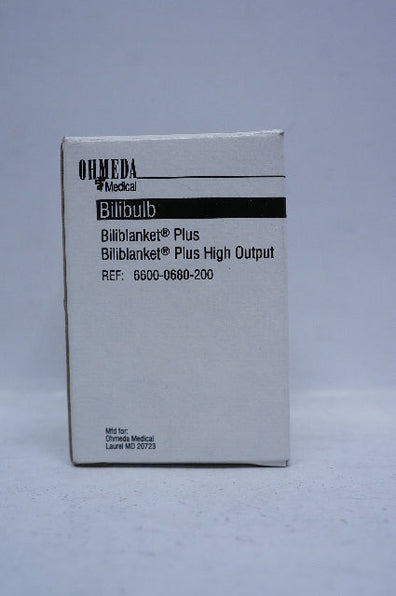 OHMEDA
Medical
Bilibulb
Biliblanket® Plus
Biliblanket® Plus High Output
REF: 6600-0680-200
Mfd for:
Ohmeda Medical
Laurel MD 20723